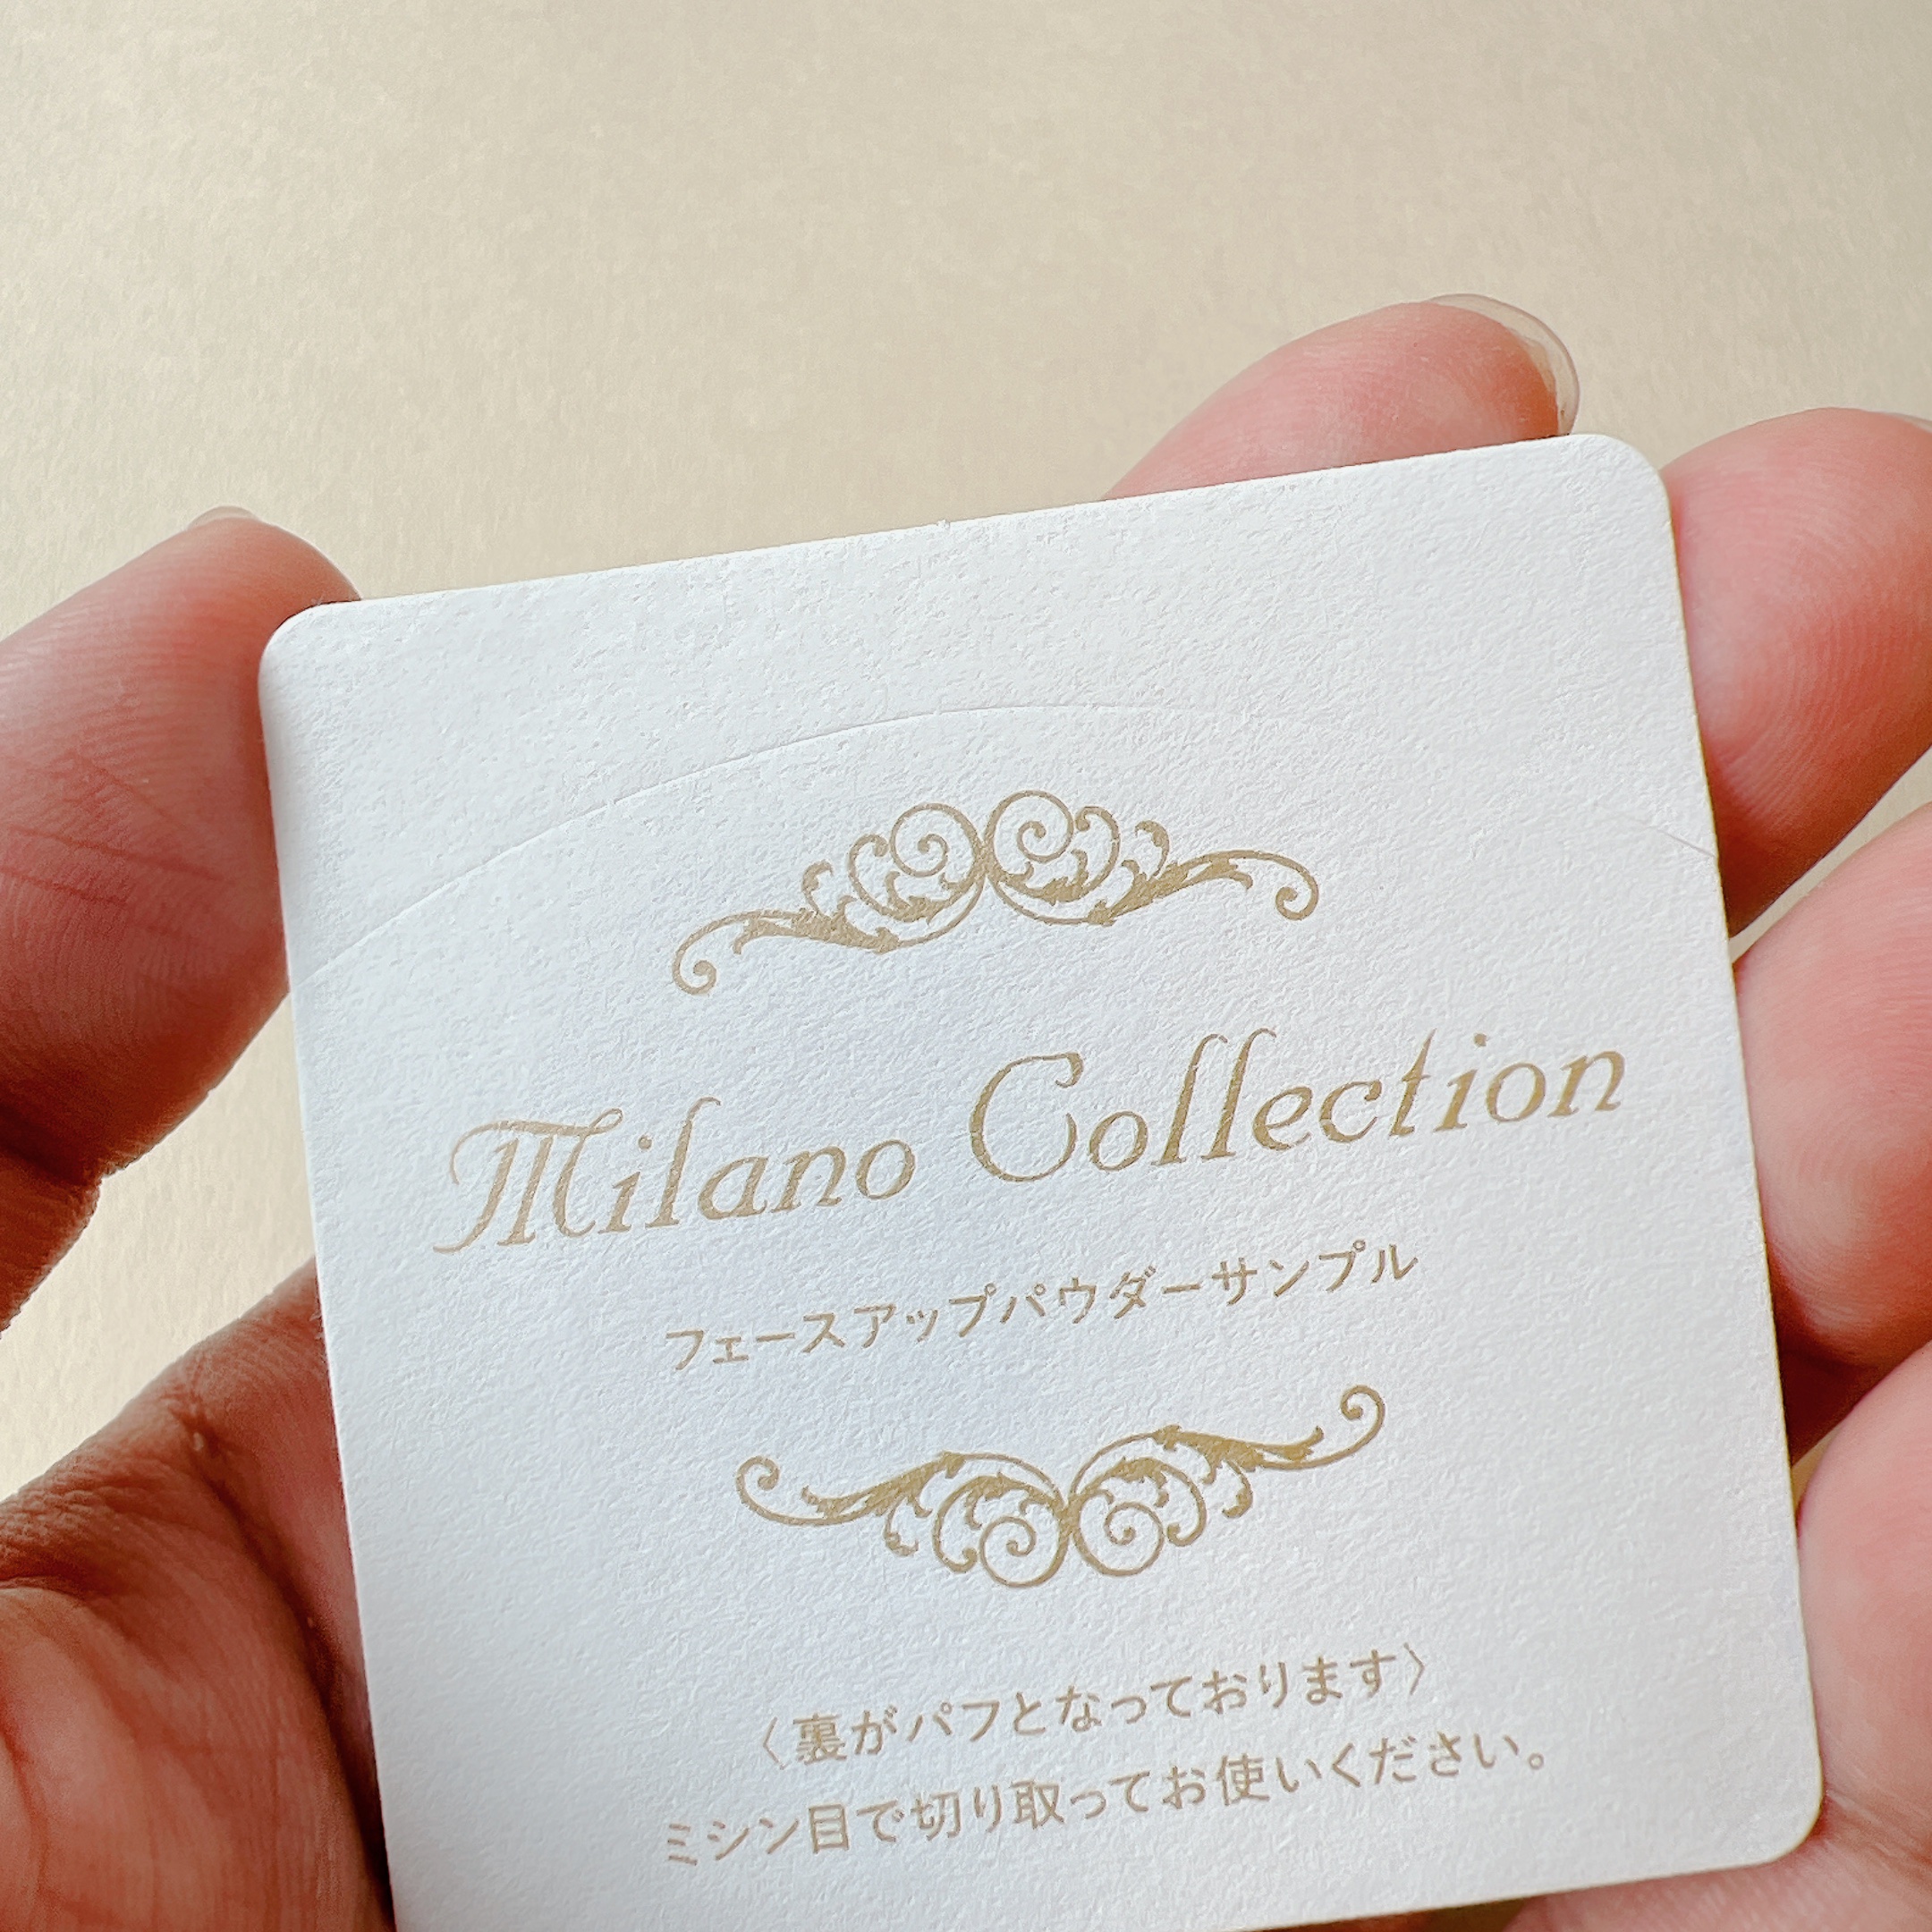 Milano Collection
フェースアップパウダーサンプル
〈裏がパフとなっております〉
ミシン目で切り取ってお使いください。